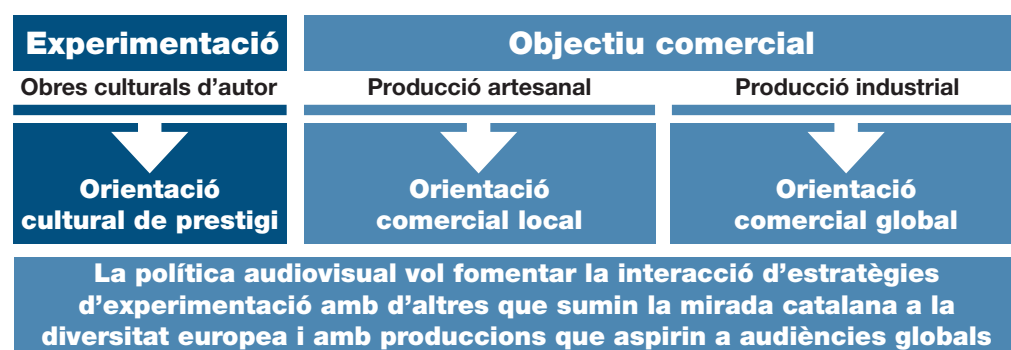 Experimentació
Objectiu comercial
Obres culturals d'autor
Producció artesanal
Producció industrial
Orientació
cultural de prestigi
Orientació
comercial local
Orientació
comercial global
La política audiovisual vol fomentar la interacció d'estratègies
d'experimentació amb d'altres que sumin la mirada catalana a la
diversitat europea i amb produccions que aspirin a audiències globals